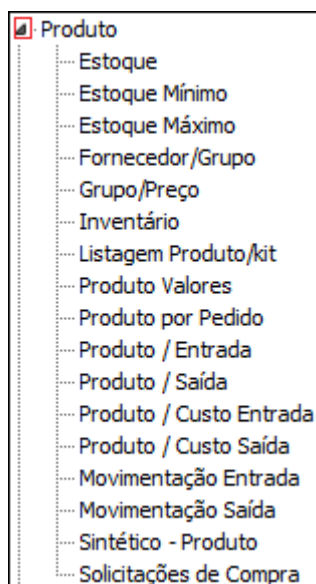 Produto
Estoque
Estoque Mínimo
Estoque Máximo
Fornecedor/Grupo
Grupo/Preço
Inventário
Listagem Produto/kit
Produto Valores
Produto por Pedido
Produto / Entrada
Produto / Saída
Produto / Custo Entrada
Produto / Custo Saída
Movimentação Entrada
Movimentação Saída
Sintético - Produto
Solicitações de Compra